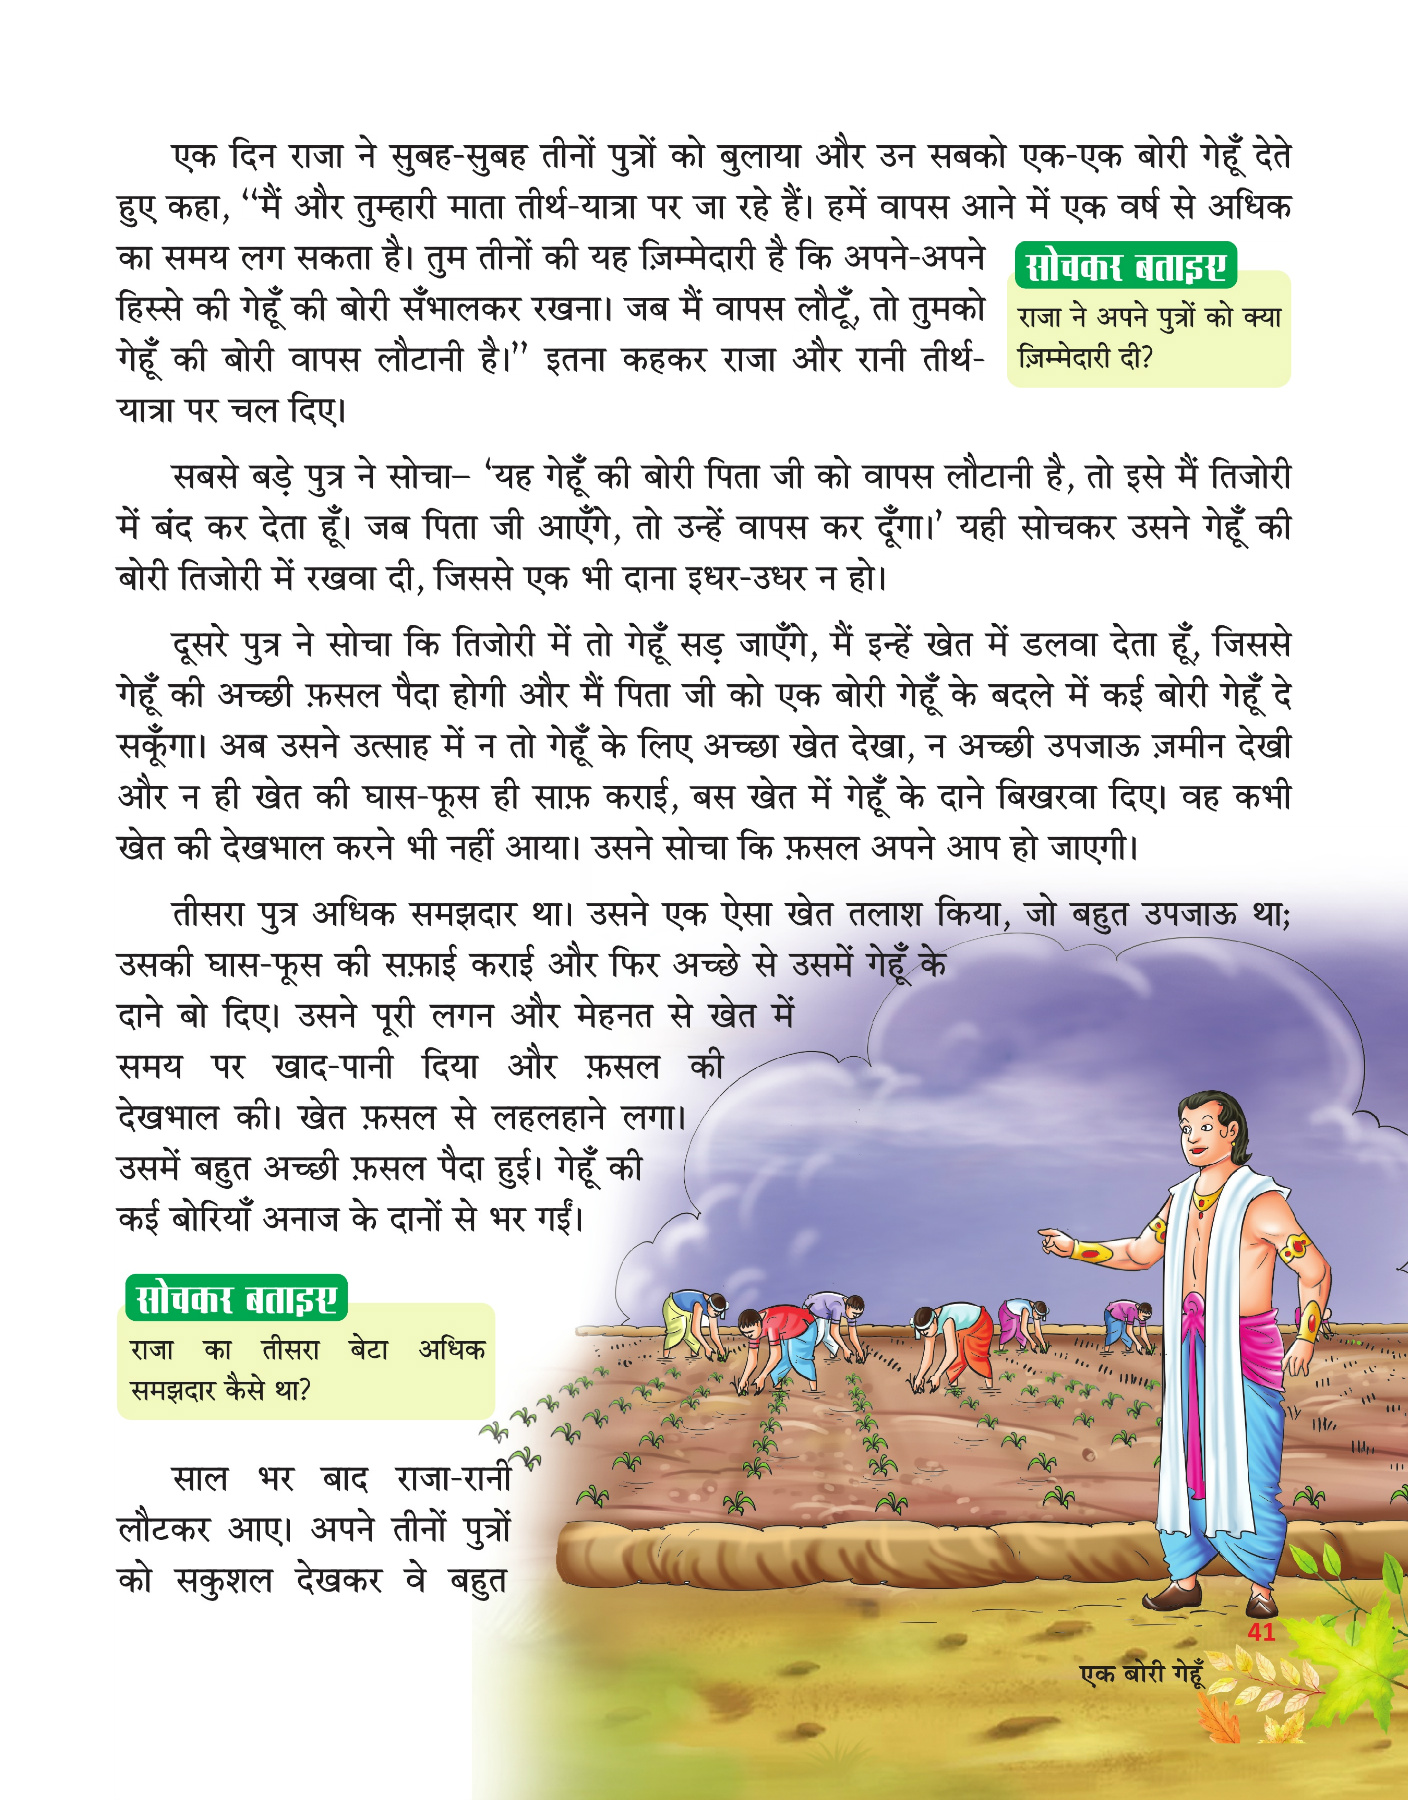 एक दिन राजा ने सुबह-सुबह तीनों पुत्रों को बुलाया और उन सबको एक-एक बोरी गेहूँ देते
हुए कहा, “मैं और तुम्हारी माता तीर्थ-यात्रा पर जा रहे हैं। हमें वापस आने में एक वर्ष से अधिक
का समय लग सकता है। तुम तीनों की यह ज़िम्मेदारी है कि अपने-अपने
हिस्से की गेहूँ की बोरी सँभालकर रखना। जब मैं वापस लौटूँ, तो तुमको
गेहूँ की बोरी वापस लौटानी है।” इतना कहकर राजा और रानी तीर्थ-
यात्रा पर चल दिए।
सोचकर बताइए
राजा ने अपने पुत्रों को क्या
ज़िम्मेदारी दी?
सबसे बड़े पुत्र ने सोचा– ‘यह गेहूँ की बोरी पिता जी को वापस लौटानी है, तो इसे मैं तिजोरी
में बंद कर देता हूँ। जब पिता जी आएँगे, तो उन्हें वापस कर दूँगा।’ यही सोचकर उसने गेहूँ की
बोरी तिजोरी में रखवा दी, जिससे एक भी दाना इधर-उधर न हो।
दूसरे पुत्र ने सोचा कि तिजोरी में तो गेहूँ सड़ जाएँगे, मैं इन्हें खेत में डलवा देता हूँ, जिससे
गेहूँ की अच्छी फ़सल पैदा होगी और मैं पिता जी को एक बोरी गेहूँ के बदले में कई बोरी गेहूँ दे
सकूँगा। अब उसने उत्साह में न तो गेहूँ के लिए अच्छा खेत देखा, न अच्छी उपजाऊ ज़मीन देखी
और न ही खेत की घास-फूस ही साफ़ कराई, बस खेत में गेहूँ के दाने बिखरवा दिए। वह कभी
खेत की देखभाल करने भी नहीं आया। उसने सोचा कि फ़सल अपने आप हो जाएगी।
तीसरा पुत्र अधिक समझदार था। उसने एक ऐसा खेत तलाश किया, जो बहुत उपजाऊ था;
उसकी घास-फूस की सफ़ाई कराई और फिर अच्छे से उसमें गेहूँ के
दाने बो दिए। उसने पूरी लगन और मेहनत से खेत में
समय पर खाद-पानी दिया और फ़सल की
देखभाल की। खेत फ़सल से लहलहाने लगा।
उसमें बहुत अच्छी फ़सल पैदा हुई। गेहूँ की
कई बोरियाँ अनाज के दानों से भर गईं।
सोचकर बताइए
राजा का तीसरा बेटा अधिक
समझदार कैसे था?
साल भर बाद राजा-रानी
लौटकर आए। अपने तीनों पुत्रों
को सकुशल देखकर वे बहुत
41
एक बोरी गेहूँ